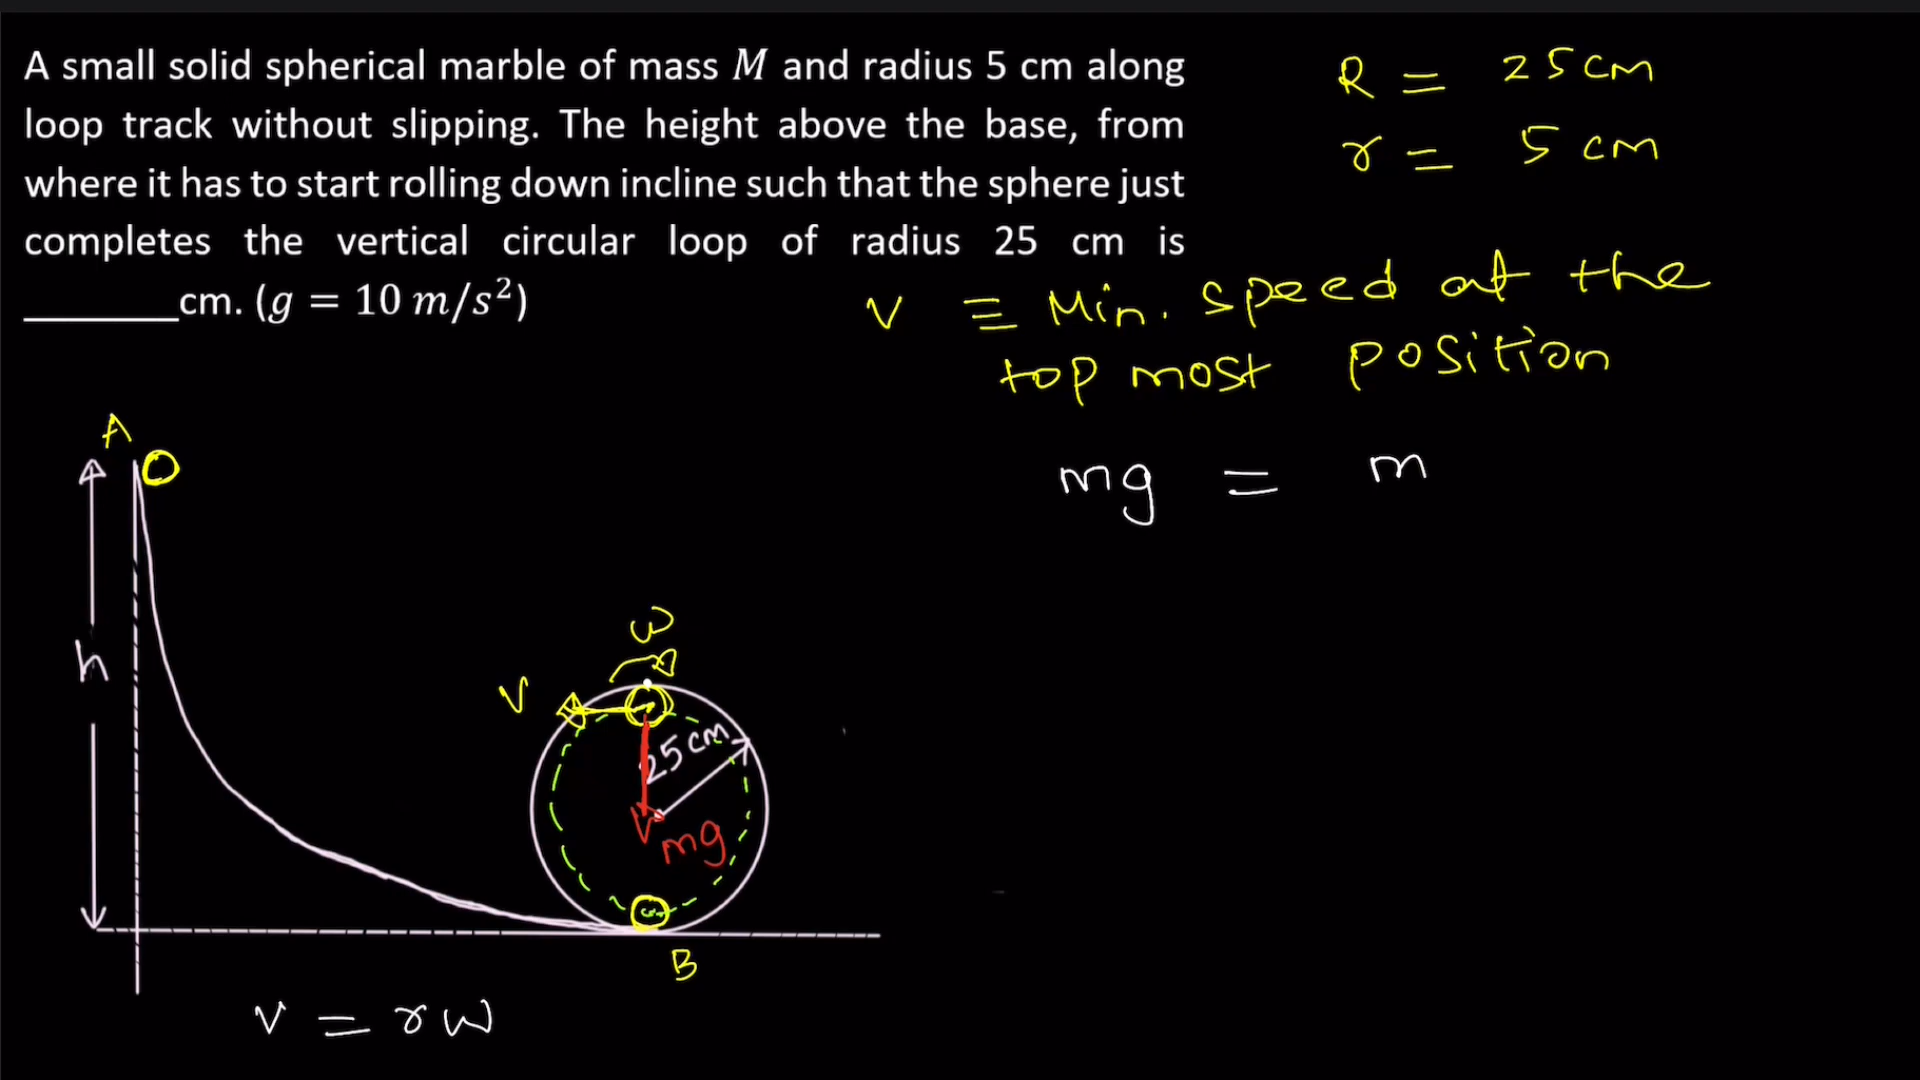 A small solid spherical marble of mass M and radius 5 cm along
loop track without slipping. The height above the base, from
where it has to start rolling down incline such that the sphere just
completes the vertical circular loop of radius 25 cm is
_______cm. (g = 10 m/s²)
R = 25 cm
r = 5 cm
v ≡ Min. speed at the
top most position
mg = m
A
h
ω
v
25 cm
mg
B
v = rω